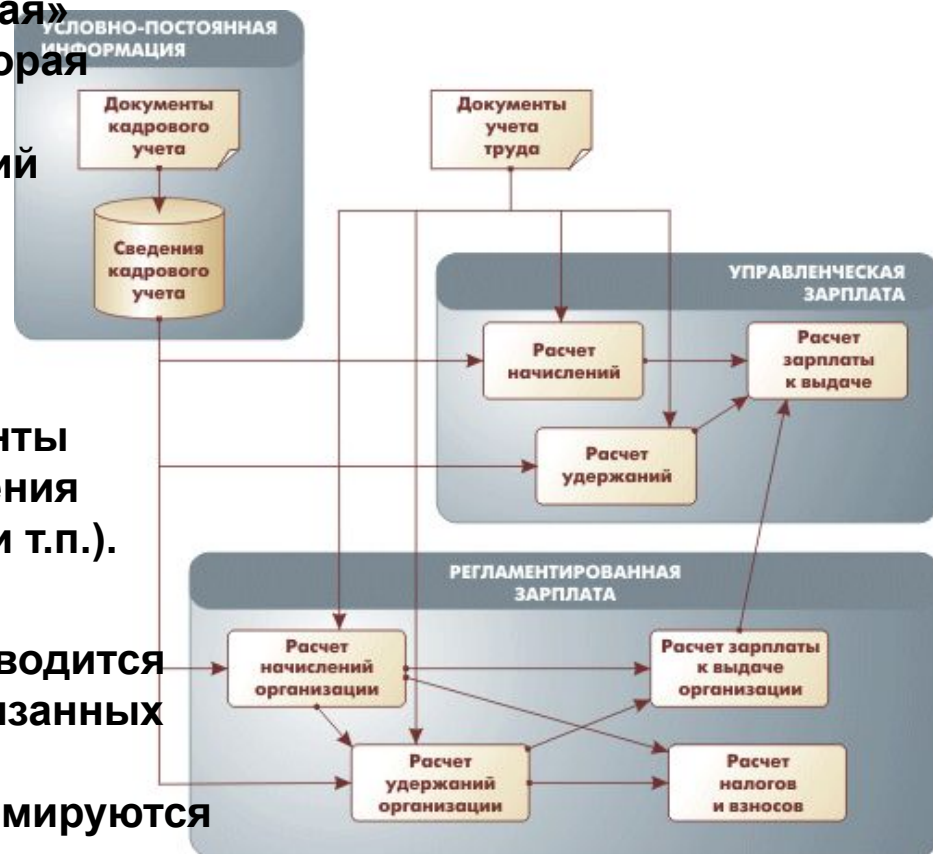 ая»
орая
ий
нты
ения
и т.п.).
водится
язанных
мируются
УСЛОВНО-ПОСТОЯННАЯ
ИНФОРМАЦИЯ
Документы
кадрового
учета
Сведения
кадрового
учета
Документы
учета
труда
УПРАВЛЕНЧЕСКАЯ
ЗАРПЛАТА
Расчет
начислений
Расчет
зарплаты
к выдаче
Расчет
удержаний
РЕГЛАМЕНТИРОВАННАЯ
ЗАРПЛАТА
Расчет
начислений
организации
Расчет зарплаты
к выдаче
организации
Расчет
удержаний
организации
Расчет
налогов
и взносов